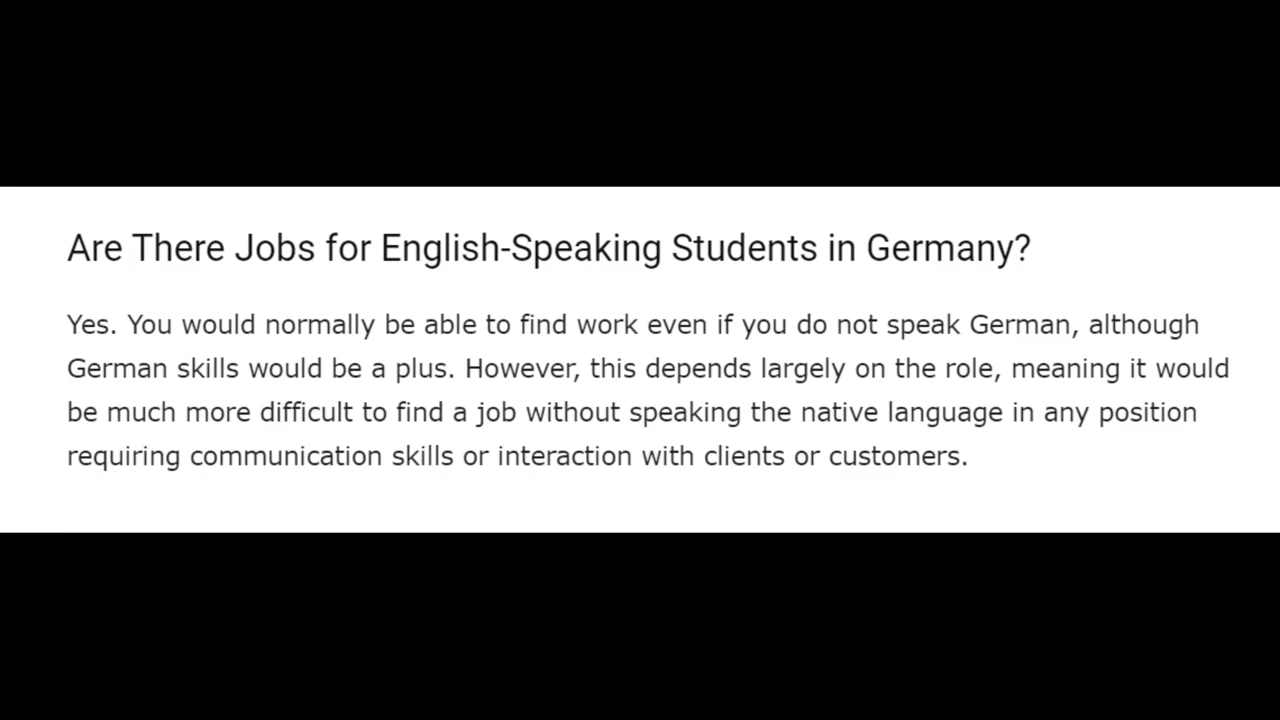 Are There Jobs for English-Speaking Students in Germany?
Yes. You would normally be able to find work even if you do not speak German, although
German skills would be a plus. However, this depends largely on the role, meaning it would
be much more difficult to find a job without speaking the native language in any position
requiring communication skills or interaction with clients or customers.